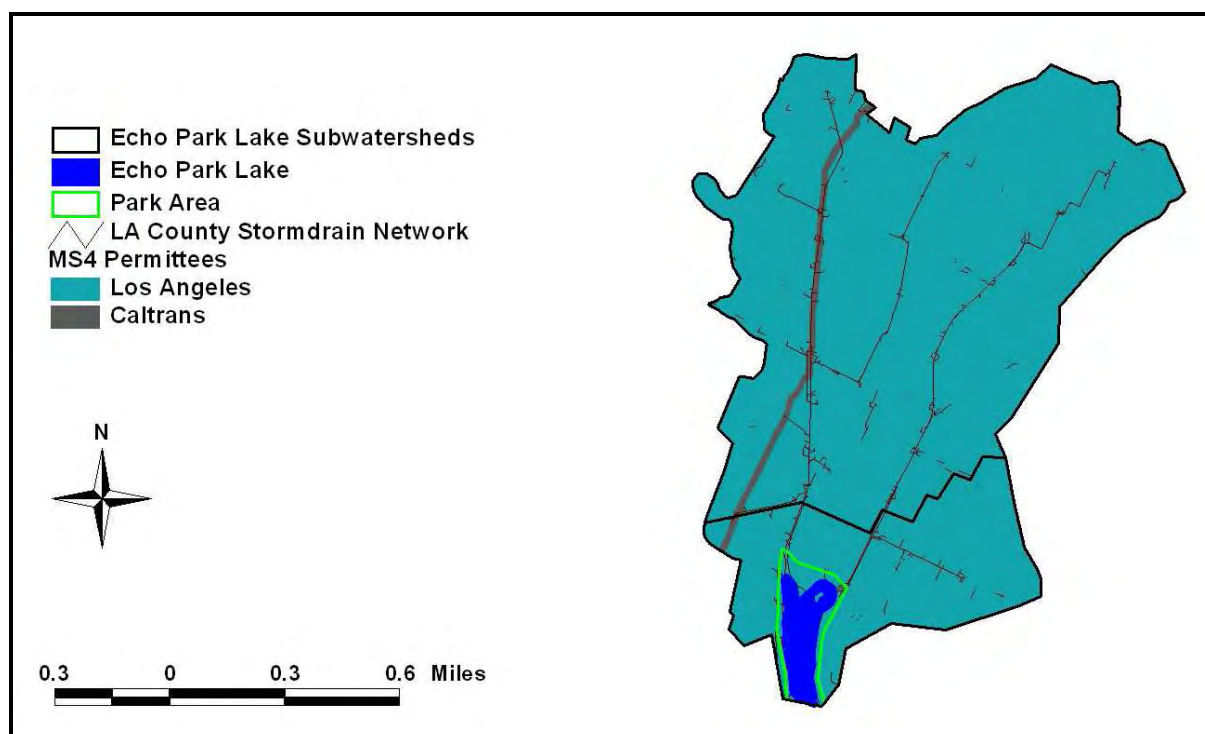 Echo Park Lake Subwatersheds
Echo Park Lake
Park Area
LA County Stormdrain Network
MS4 Permittees
Los Angeles
Caltrans
N
0.3 0 0.3 0.6 Miles